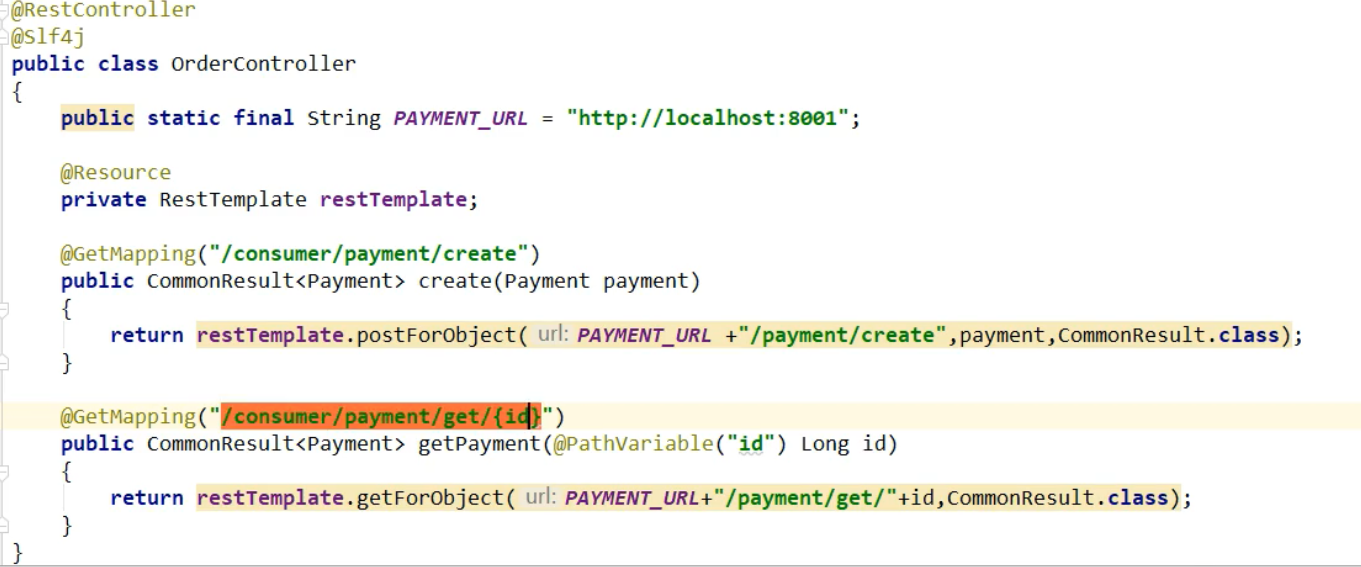 @RestController
@Slf4j
public class OrderController
{
    public static final String PAYMENT_URL = "http://localhost:8001";
    @Resource
    private RestTemplate restTemplate;
    @GetMapping("/consumer/payment/create")
    public CommonResult<Payment> create(Payment payment)
    {
        return restTemplate.postForObject( url: PAYMENT_URL +"/payment/create",payment,CommonResult.class);
    }
    @GetMapping("/consumer/payment/get/{id}")
    public CommonResult<Payment> getPayment(@PathVariable("id") Long id)
    {
        return restTemplate.getForObject( url: PAYMENT_URL+"/payment/get/"+id,CommonResult.class);
    }
}